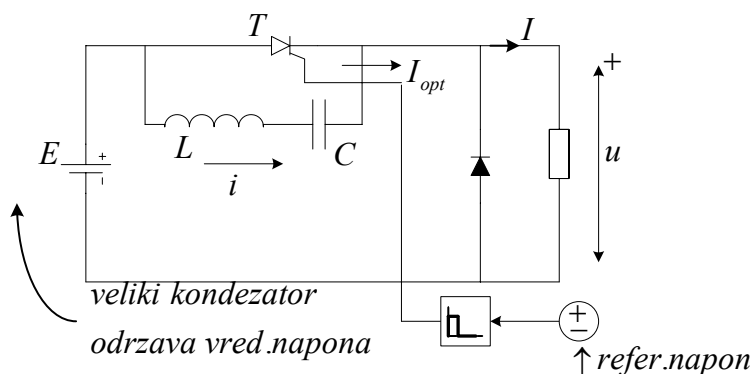 T
I
+
I_opt
L
C
E
+
-
i
u
veliki kondezator
odrzava vred.napona
+
−
↑ refer.napon